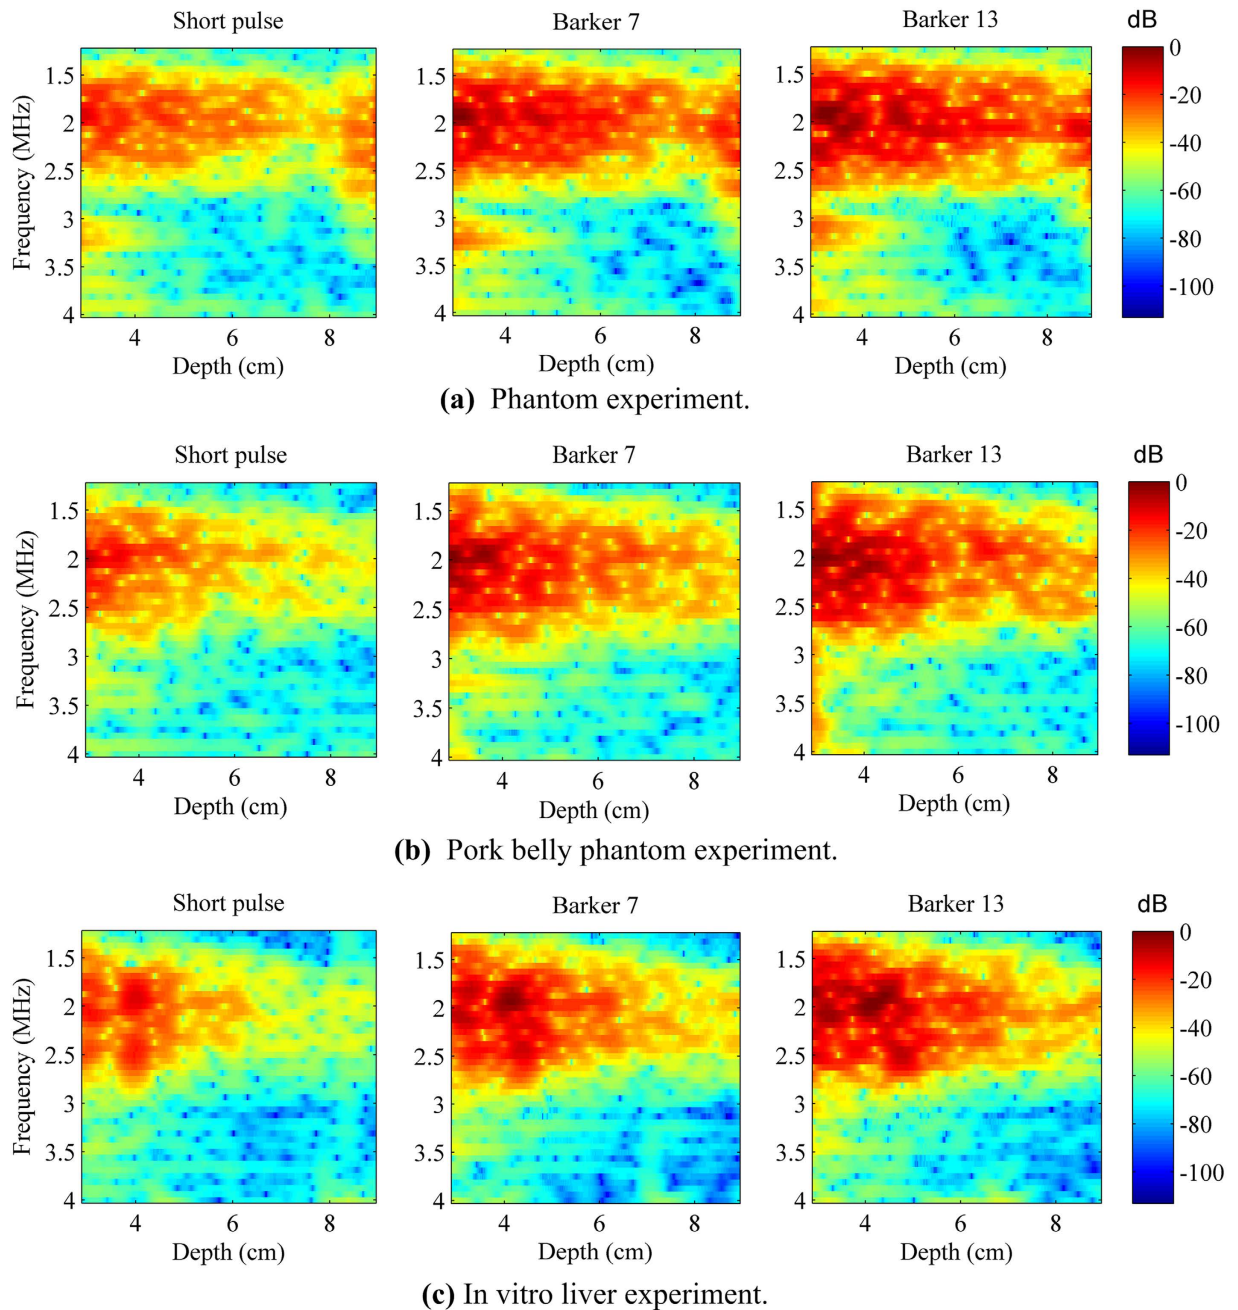 Short pulse Barker 7 Barker 13 dB
1.5 2 2.5 3 3.5 4
Frequency (MHz)
1.5 2 2.5 3 3.5 4
1.5 2 2.5 3 3.5 4
0 -20 -40 -60 -80 -100
4 6 8 4 6 8 4 6 8
Depth (cm) Depth (cm) Depth (cm)
(a) Phantom experiment.
Short pulse Barker 7 Barker 13 dB
1.5 2 2.5 3 3.5 4
Frequency (MHz)
1.5 2 2.5 3 3.5 4
1.5 2 2.5 3 3.5 4
0 -20 -40 -60 -80 -100
4 6 8 4 6 8 4 6 8
Depth (cm) Depth (cm) Depth (cm)
(b) Pork belly phantom experiment.
Short pulse Barker 7 Barker 13 dB
1.5 2 2.5 3 3.5 4
Frequency (MHz)
1.5 2 2.5 3 3.5 4
1.5 2 2.5 3 3.5 4
0 -20 -40 -60 -80 -100
4 6 8 4 6 8 4 6 8
Depth (cm) Depth (cm) Depth (cm)
(c) In vitro liver experiment.